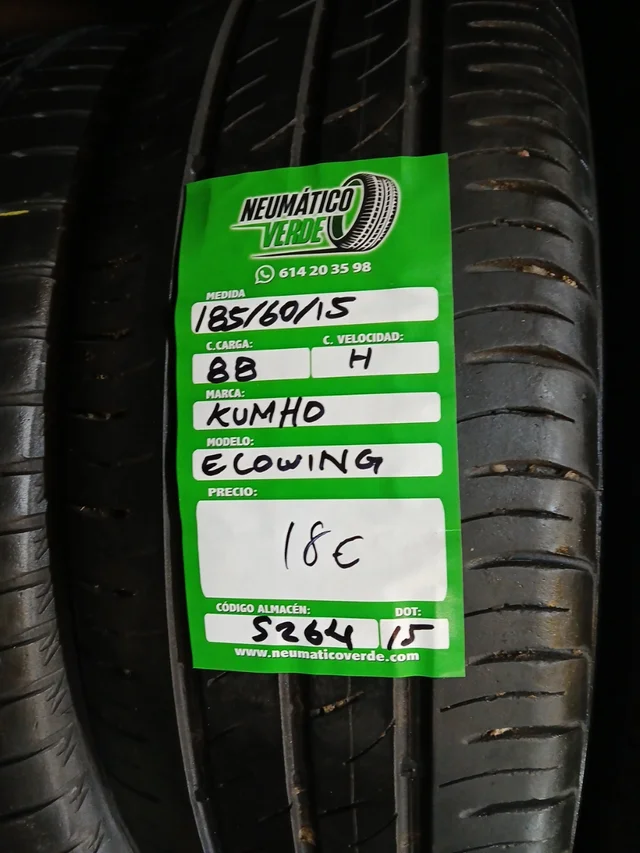 NEUMÁTICO
VERDE
614 20 35 98
MEDIDA
185/60/15
C.CARGA: C. VELOCIDAD:
88 H
MARCA:
KUMHO
MODELO:
ECOWING
PRECIO:
18€
CÓDIGO ALMACÉN: DOT:
S264 15
www.neumaticoverde.com